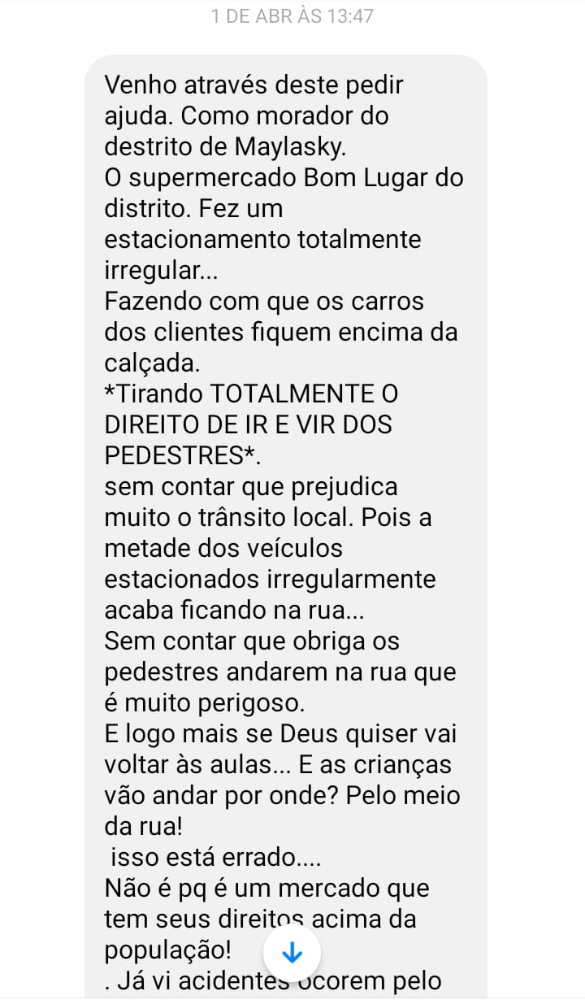 1 DE ABR ÀS 13:47
Venho através deste pedir
ajuda. Como morador do
destrito de Maylasky.
O supermercado Bom Lugar do
distrito. Fez um
estacionamento totalmente
irregular...
Fazendo com que os carros
dos clientes fiquem encima da
calçada.
*Tirando TOTALMENTE O
DIREITO DE IR E VIR DOS
PEDESTRES*.
sem contar que prejudica
muito o trânsito local. Pois a
metade dos veículos
estacionados irregularmente
acaba ficando na rua...
Sem contar que obriga os
pedestres andarem na rua que
é muito perigoso.
E logo mais se Deus quiser vai
voltar às aulas... E as crianças
vão andar por onde? Pelo meio
da rua!
isso está errado....
Não é pq é um mercado que
tem seus direitos acima da
população!
. Já vi acidentes ocorem pelo